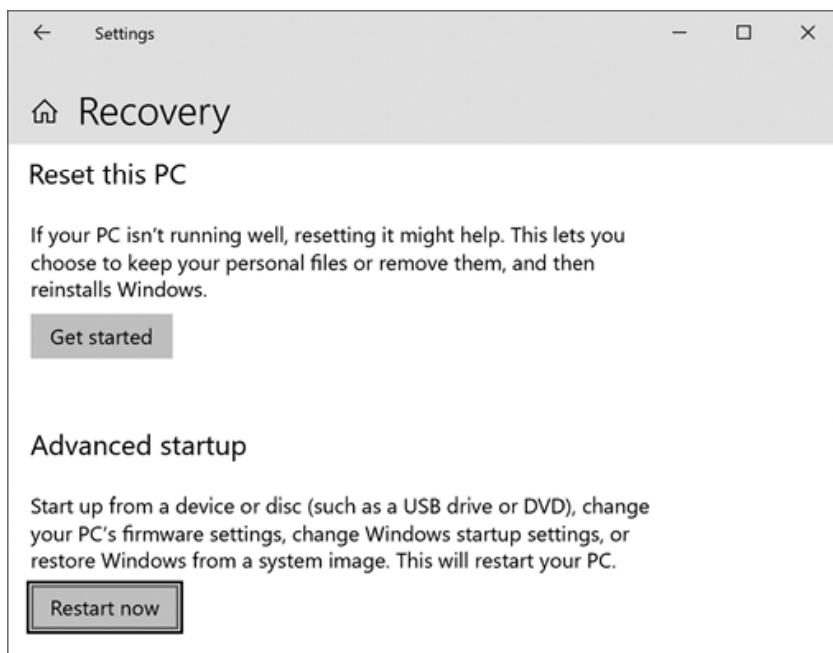 Settings
Recovery
Reset this PC
If your PC isn’t running well, resetting it might help. This lets you
choose to keep your personal files or remove them, and then
reinstalls Windows.
Get started
Advanced startup
Start up from a device or disc (such as a USB drive or DVD), change
your PC’s firmware settings, change Windows startup settings, or
restore Windows from a system image. This will restart your PC.
Restart now